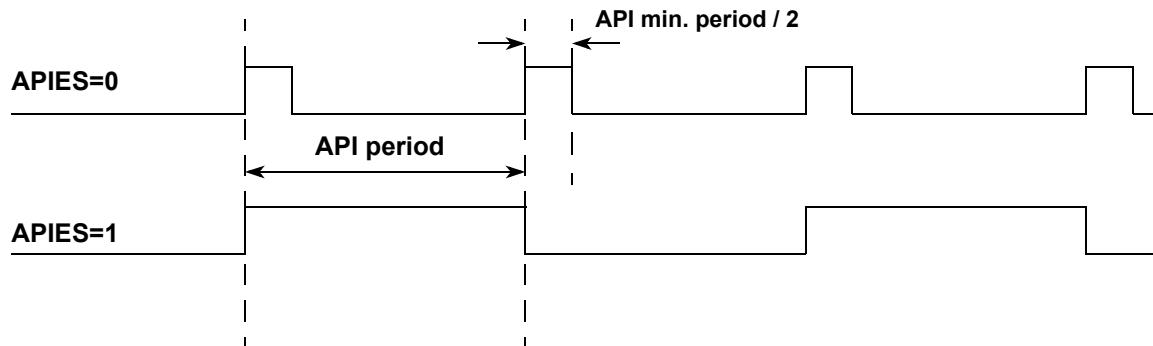 API min. period / 2
APIES=0
API period
APIES=1